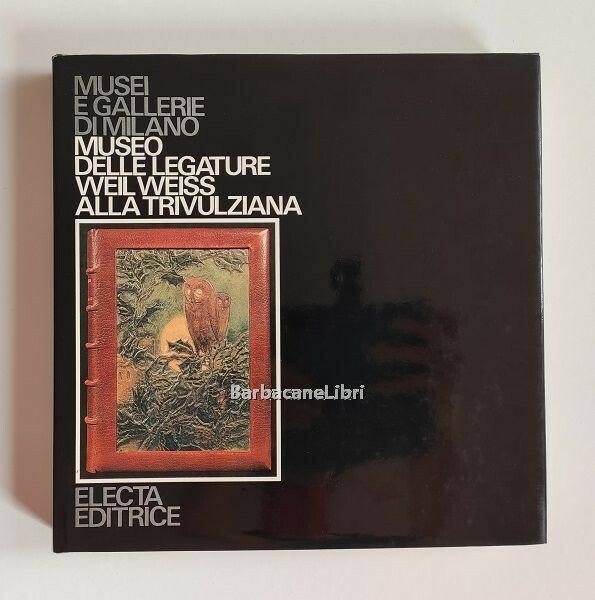 MUSEI
E GALLERIE
DI MILANO
MUSEO
DELLE LEGATURE
WEIL WEISS
ALLA TRIVULZIANA
BarbacaneLibri
ELECTA
EDITRICE